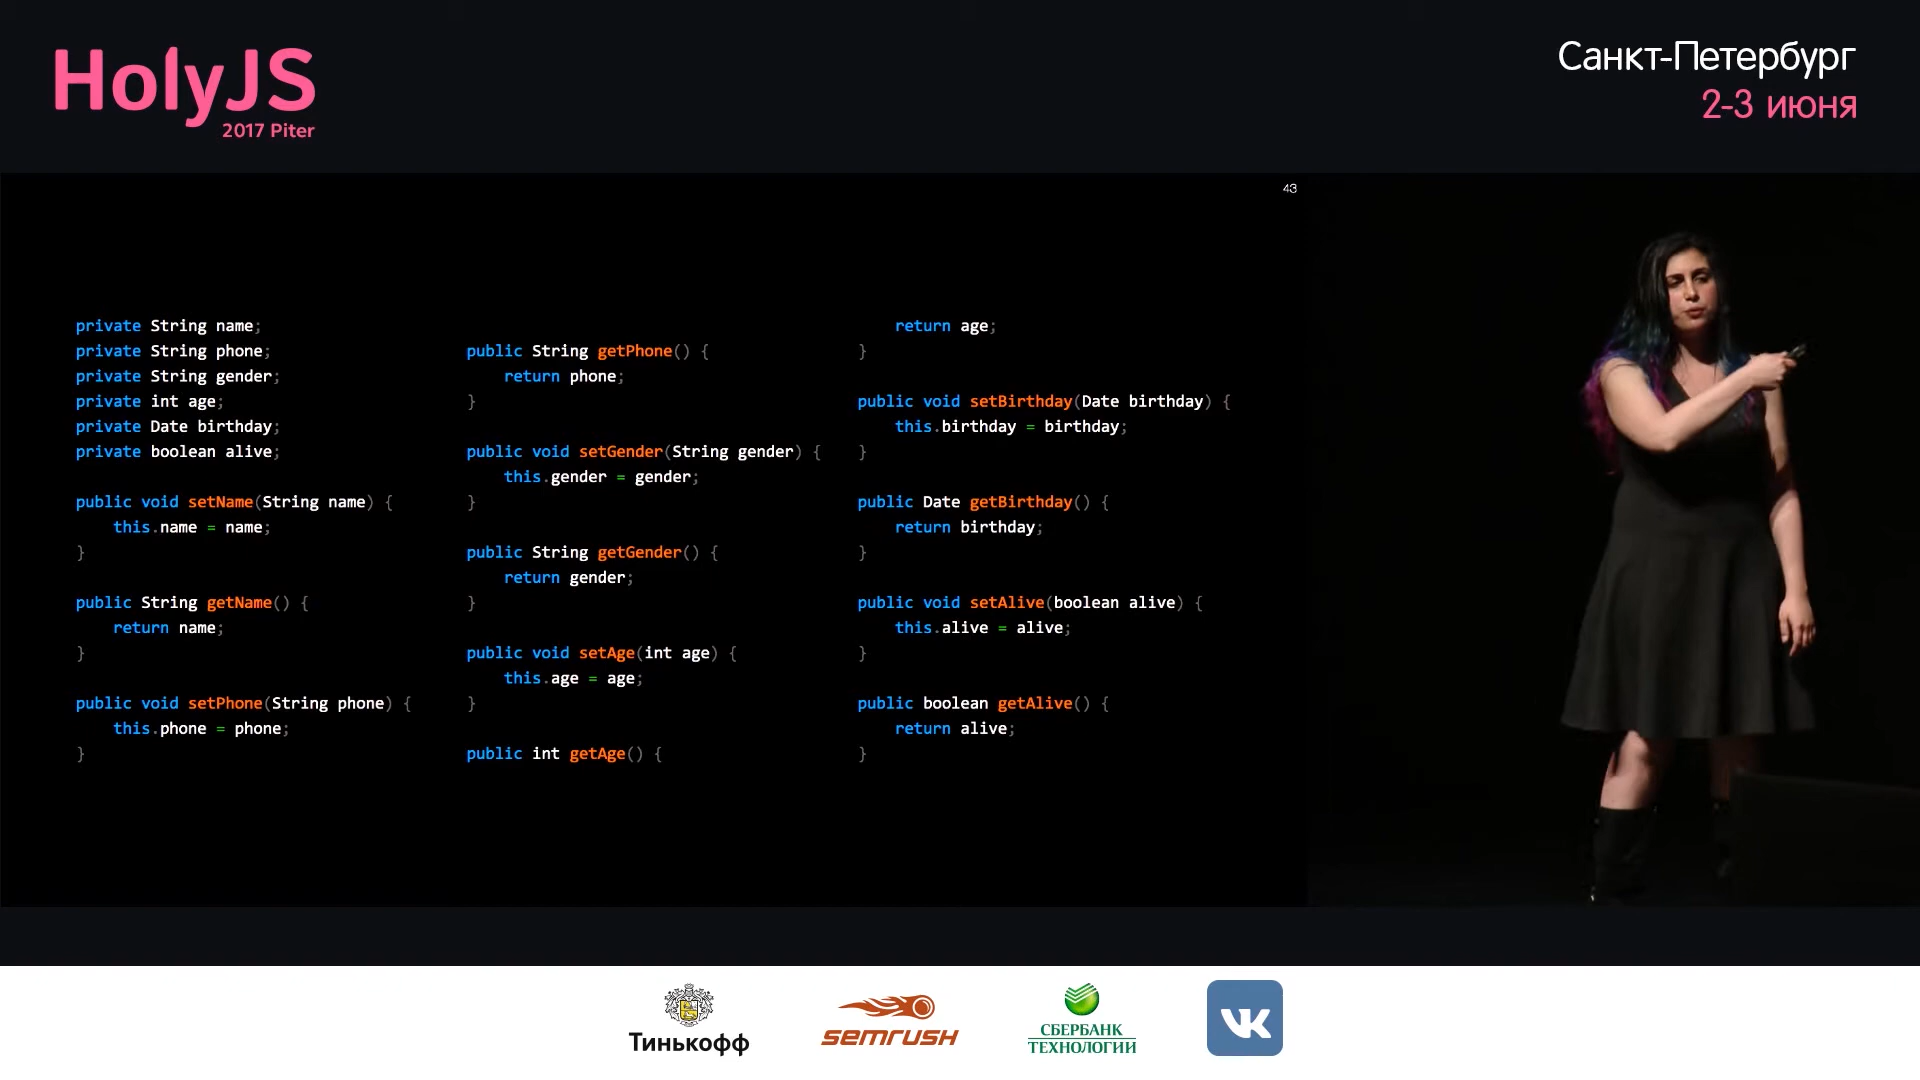 HolyJS
2017 Piter
Санкт-Петербург
2-3 июня
43
private String name;
private String phone;
private String gender;
private int age;
private Date birthday;
private boolean alive;
public void setName(String name) {
this.name = name;
}
public String getName() {
return name;
}
public void setPhone(String phone) {
this.phone = phone;
}
public String getPhone() {
return phone;
}
public void setGender(String gender) {
this.gender = gender;
}
public String getGender() {
return gender;
}
public void setAge(int age) {
this.age = age;
}
public int getAge() {
return age;
}
public void setBirthday(Date birthday) {
this.birthday = birthday;
}
public Date getBirthday() {
return birthday;
}
public void setAlive(boolean alive) {
this.alive = alive;
}
public boolean getAlive() {
return alive;
}
Тинькофф
semrush
СБЕРБАНК
ТЕХНОЛОГИИ
VK